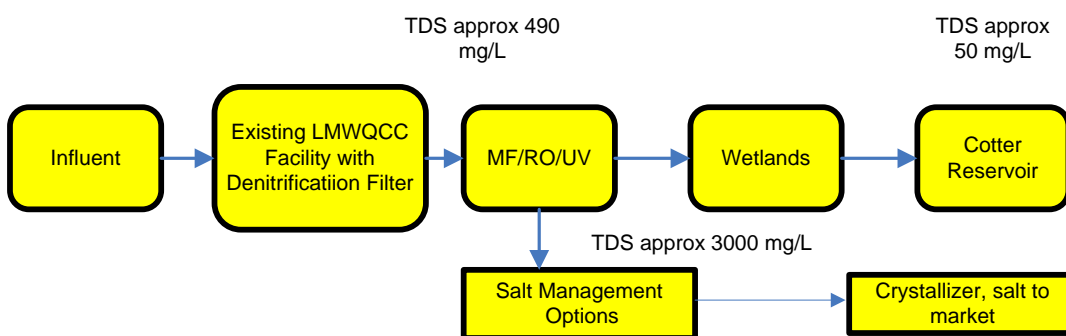 TDS approx 490
mg/L
TDS approx
50 mg/L
Influent
Existing LMWQCC
Facility with
Denitrificatiion Filter
MF/RO/UV
Wetlands
Cotter
Reservoir
TDS approx 3000 mg/L
Salt Management
Options
Crystallizer, salt to
market